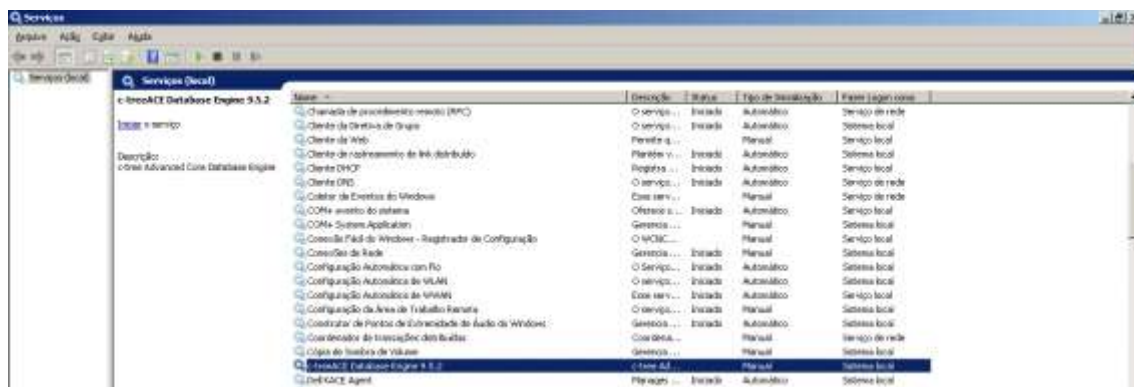 Serviços
Arquivo Ação Exibir Ajuda
Serviços (local)
Serviços (local)
c-treeACE Database Engine 9.5.2
Iniciar o serviço
Descrição:
c-tree Advanced Core Database Engine
Nome Descrição Status Tipo de inicialização Fazer Logon como
Chamada de procedimento remoto (RPC) O serviço... Iniciado Automático Serviço de rede
Cliente da Diretiva de Grupo O serviço... Iniciado Automático Sistema local
Cliente da Web Permite q... Manual Serviço local
Cliente de rastreamento de link distribuído Mantém v... Iniciado Automático Sistema local
Cliente DHCP Registra ... Iniciado Automático Serviço local
Cliente DNS O serviço... Iniciado Automático Serviço de rede
Coletor de Eventos do Windows Esse serv... Manual Serviço de rede
COM+ evento do sistema Oferece s... Iniciado Automático Serviço local
COM+ System Application Gerencia ... Manual Sistema local
Conexão Fácil do Windows - Registrador de Configuração O WCNC... Manual Serviço local
Conexões de Rede Gerencia ... Iniciado Manual Sistema local
Configuração Automática com Fio O Serviço... Iniciado Automático Sistema local
Configuração Automática de WLAN O serviço... Iniciado Automático Sistema local
Configuração Automática de WWAN Esse serv... Iniciado Automático Serviço local
Configuração da Área de Trabalho Remota O serviço... Iniciado Manual Sistema local
Construtor de Pontos de Extremidade de Áudio do Windows Gerencia ... Iniciado Automático Sistema local
Coordenador de transações distribuídas Coordena... Manual Serviço de rede
Cópia de Sombra de Volume Gerencia ... Manual Sistema local
c-treeACE Database Engine 9.5.2 c-tree Ad... Manual Sistema local
DellXACE Agent Manages ... Iniciado Automático Sistema local